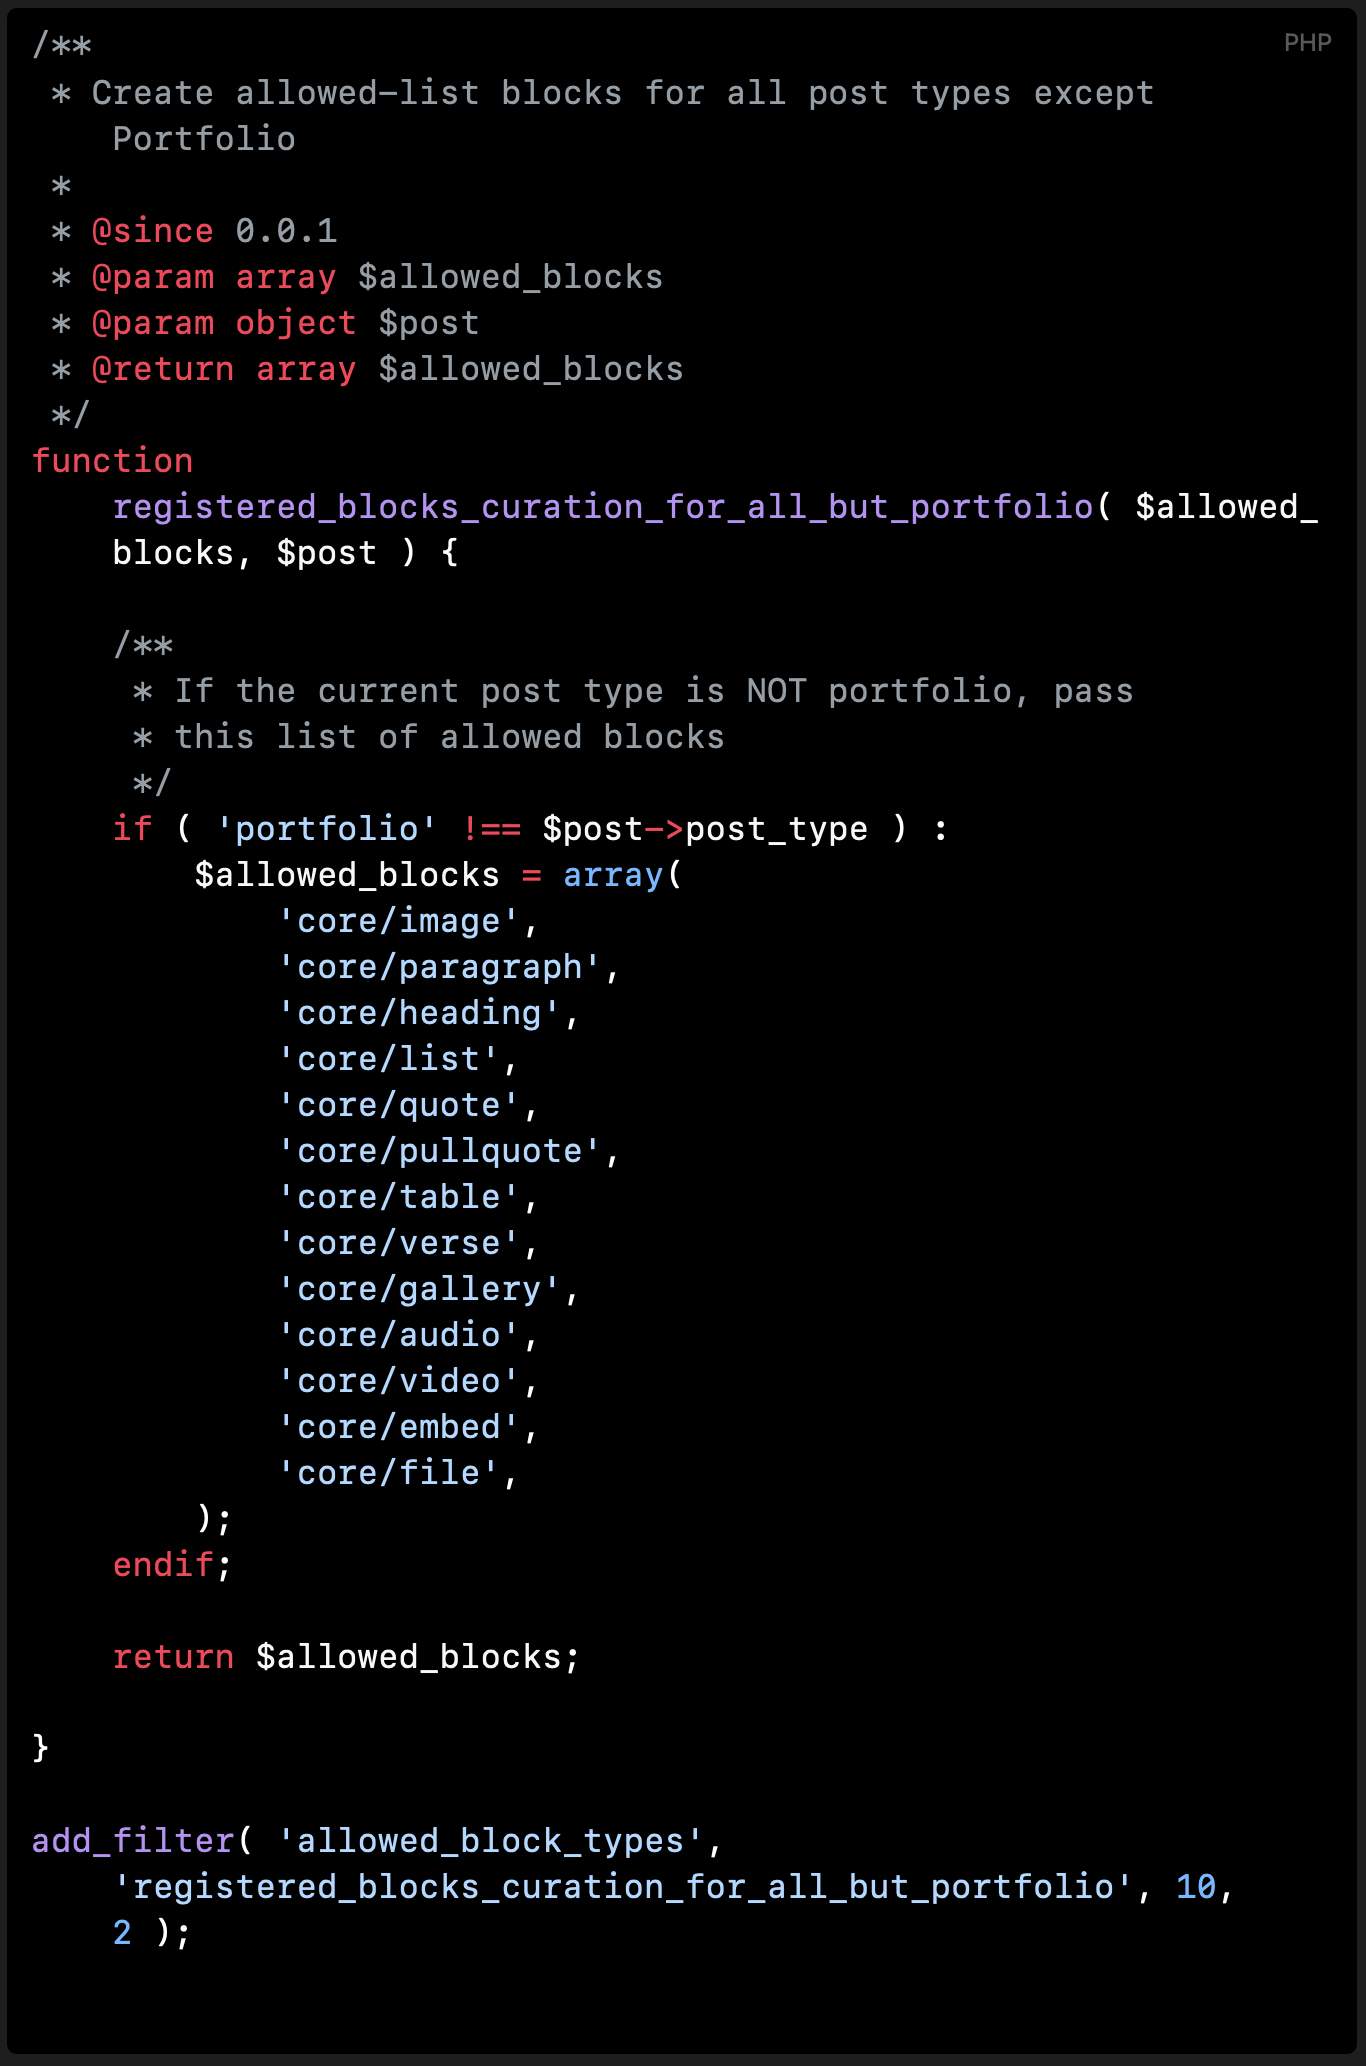 PHP
/**
 * Create allowed-list blocks for all post types except
    Portfolio
 *
 * @since 0.0.1
 * @param array $allowed_blocks
 * @param object $post
 * @return array $allowed_blocks
 */
function
    registered_blocks_curation_for_all_but_portfolio( $allowed_
    blocks, $post ) {

    /**
     * If the current post type is NOT portfolio, pass
     * this list of allowed blocks
     */
    if ( 'portfolio' !== $post->post_type ) :
        $allowed_blocks = array(
            'core/image',
            'core/paragraph',
            'core/heading',
            'core/list',
            'core/quote',
            'core/pullquote',
            'core/table',
            'core/verse',
            'core/gallery',
            'core/audio',
            'core/video',
            'core/embed',
            'core/file',
        );
    endif;

    return $allowed_blocks;

}

add_filter( 'allowed_block_types',
    'registered_blocks_curation_for_all_but_portfolio', 10,
    2 );